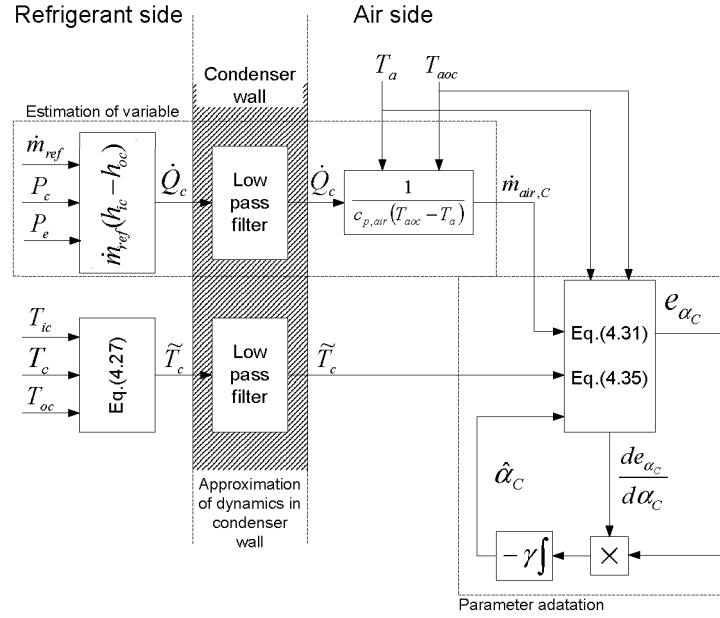 Refrigerant side
Air side
Condenser
wall
T_a
T_aoc
Estimation of variable
ṁ_ref
P_c
P_e
ṁ_ref(h_ic – h_oc)
Q̇_c
Low
pass
filter
Q̇_c
1
c_p,air(T_aoc – T_a)
ṁ_air,C
T_ic
T_c
T_oc
Eq.(4.27)
T̃_c
Low
pass
filter
T̃_c
Eq.(4.31)
Eq.(4.35)
e_α_C
Approximation
of dynamics in
condenser
wall
α̂_C
de_α_C
dα_C
– γ∫
×
Parameter adatation